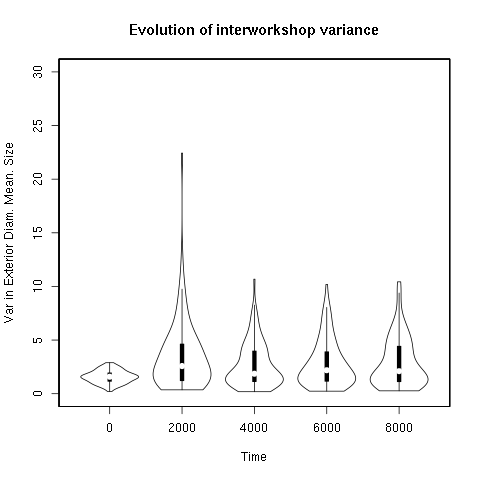 Evolution of interworkshop variance
Var in Exterior Diam. Mean. Size
30
25
20
15
10
5
0
0 2000 4000 6000 8000
Time